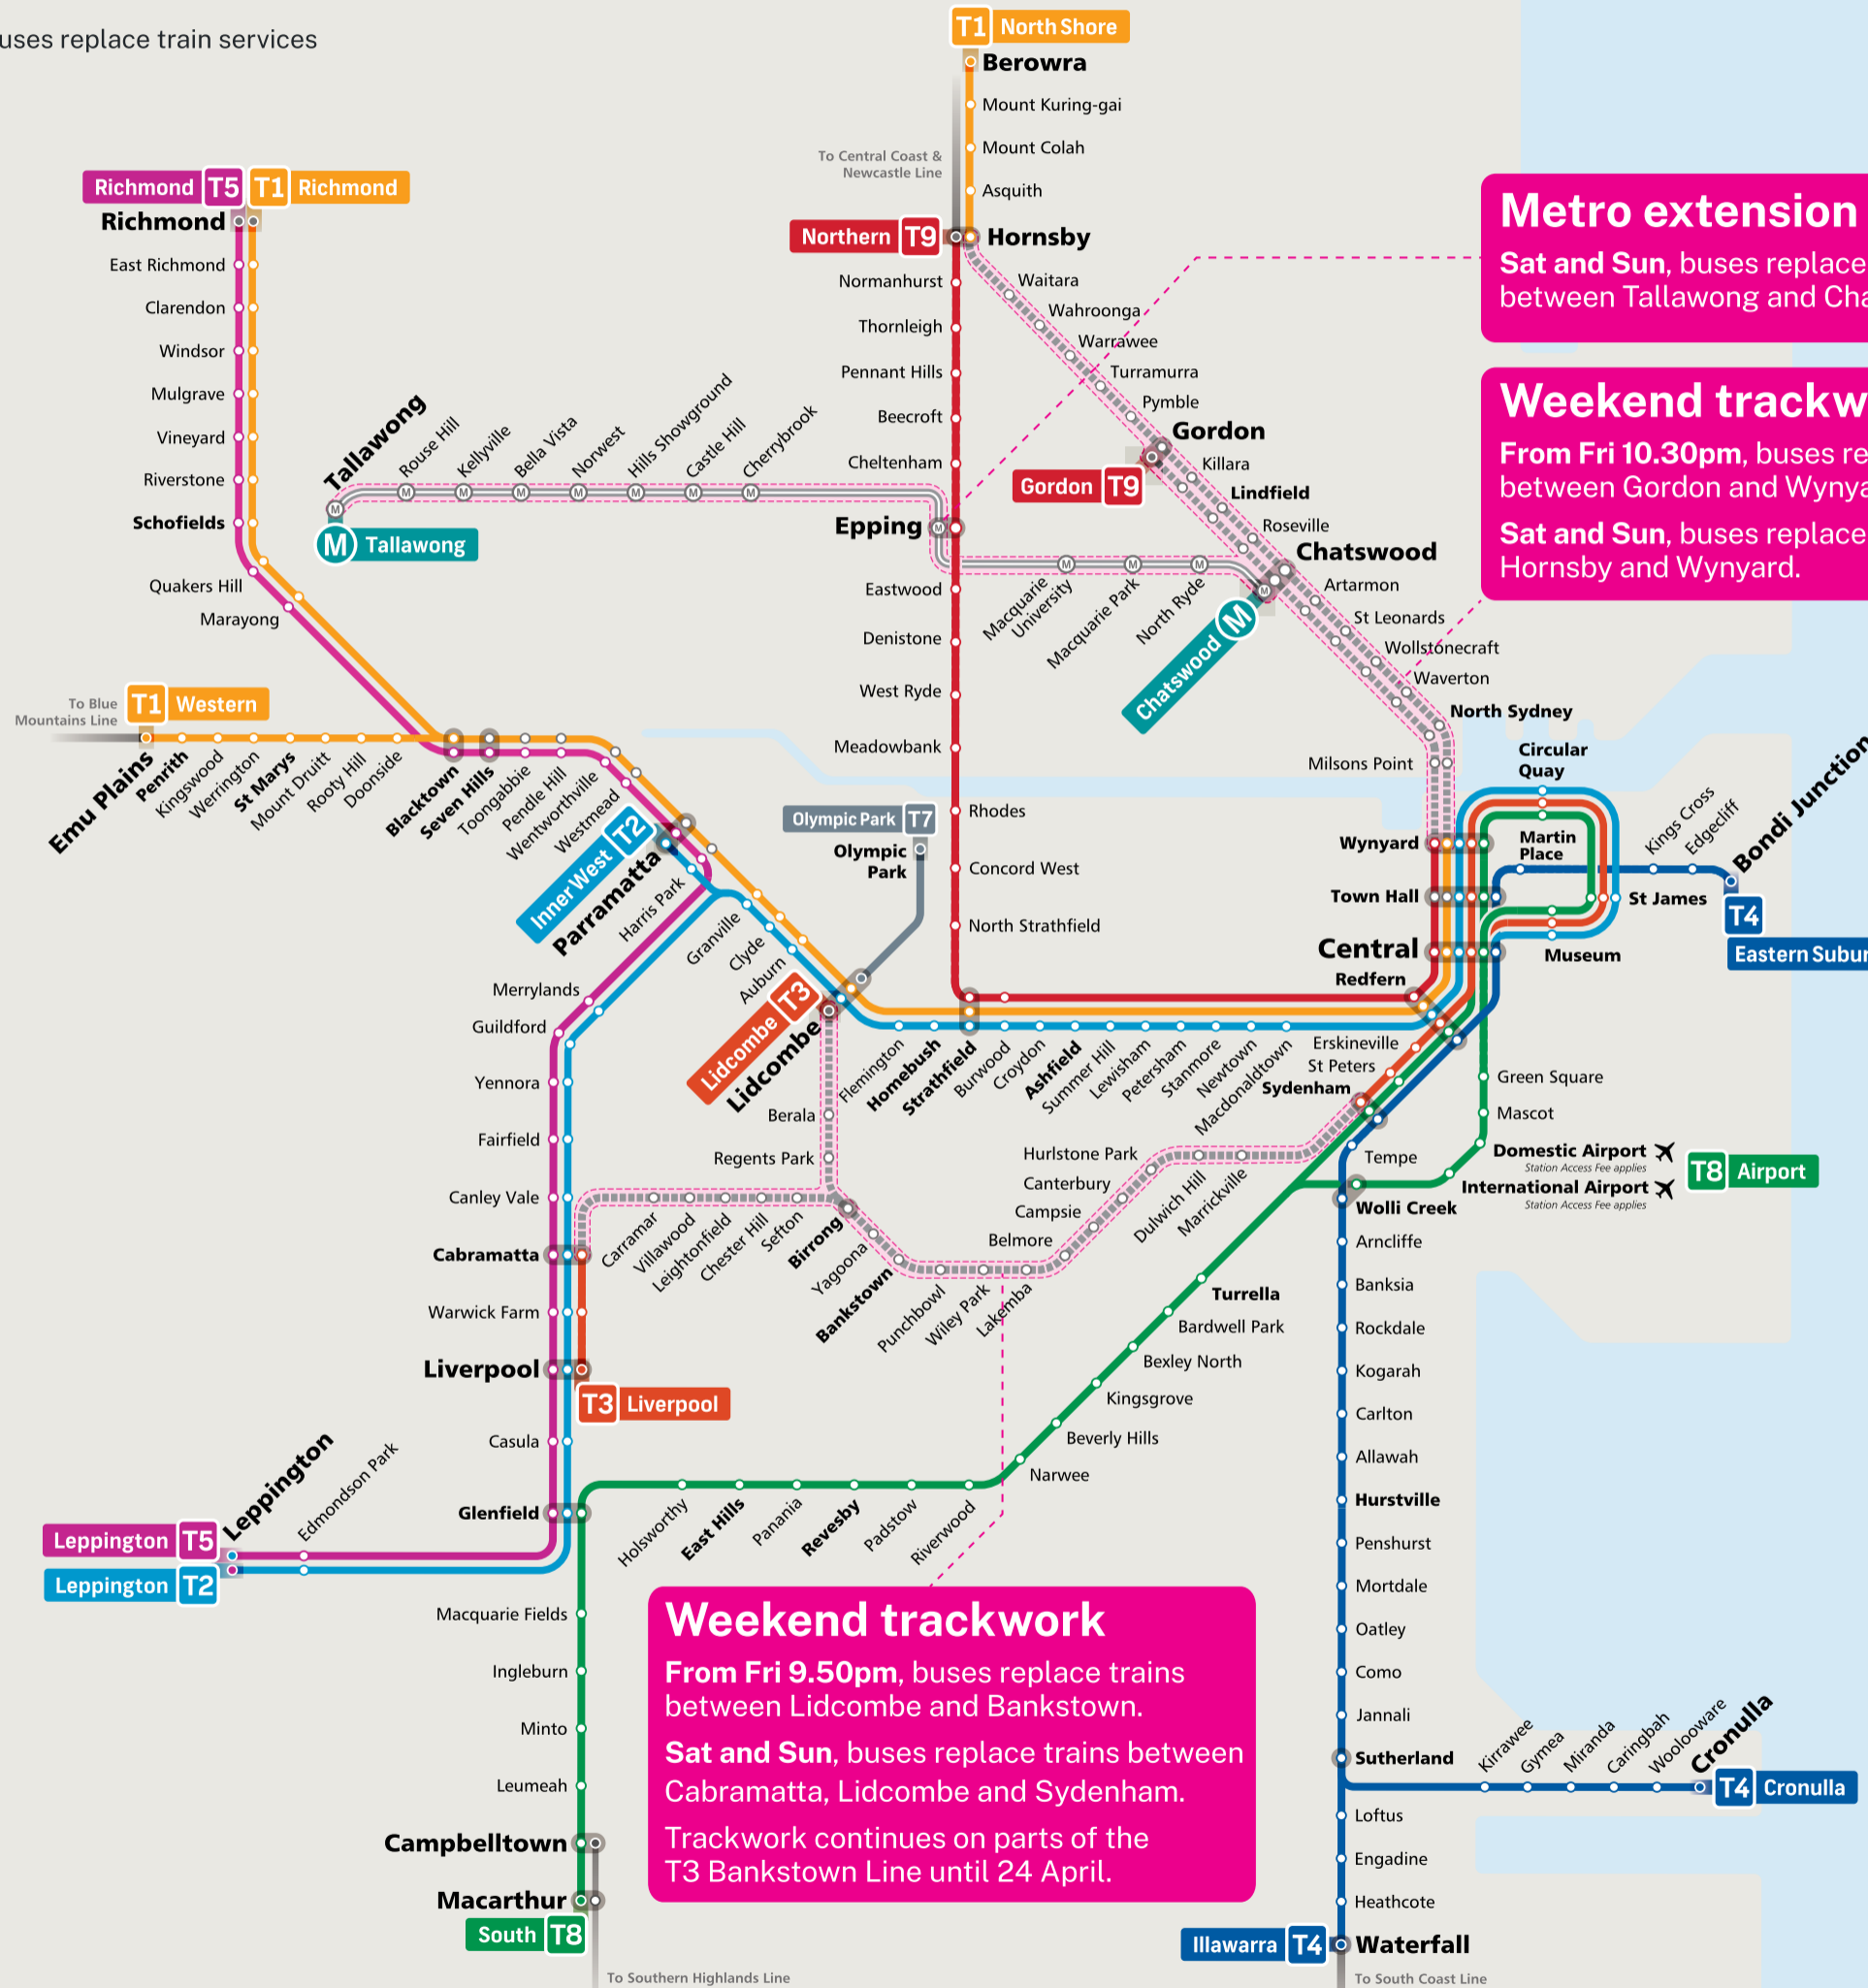 uses replace train services
T1 North Shore
Berowra
Mount Kuring-gai
Mount Colah
Asquith
To Central Coast &
Newcastle Line
Northern T9
Hornsby
Richmond T5
T1 Richmond
Richmond
East Richmond
Clarendon
Windsor
Mulgrave
Vineyard
Riverstone
Schofields
Quakers Hill
Marayong
Normanhurst
Thornleigh
Pennant Hills
Beecroft
Cheltenham
Epping
Eastwood
Denistone
West Ryde
Meadowbank
Rhodes
Concord West
North Strathfield
Waitara
Wahroonga
Warrawee
Turramurra
Pymble
Gordon
Gordon T9
Killara
Lindfield
Roseville
Chatswood
Artarmon
St Leonards
Wollstonecraft
Waverton
North Sydney
Milsons Point
Metro extension
Sat and Sun, buses replace
between Tallawong and Cha
Weekend trackw
From Fri 10.30pm, buses re
between Gordon and Wynya
Sat and Sun, buses replace
Hornsby and Wynyard.
Tallawong
M Tallawong
Rouse Hill
Kellyville
Bella Vista
Norwest
Hills Showground
Castle Hill
Cherrybrook
M
M
M
M
M
M
M
M
M
M
M
M
M
Macquarie
University
Macquarie Park
North Ryde
Chatswood M
To Blue
Mountains Line
T1 Western
Emu Plains
Penrith
Kingswood
Werrington
St Marys
Mount Druitt
Rooty Hill
Doonside
Blacktown
Seven Hills
Toongabbie
Pendle Hill
Wentworthville
Westmead
Inner West T2
Parramatta
Harris Park
Granville
Clyde
Auburn
Olympic Park T7
Olympic
Park
Lidcombe T3
Lidcombe
Flemington
Homebush
Strathfield
Burwood
Croydon
Ashfield
Summer Hill
Lewisham
Petersham
Stanmore
Newtown
Macdonaldtown
Circular
Quay
Wynyard
Martin
Place
Kings Cross
Edgecliff
Bondi Junction
T4
Eastern Subur
Town Hall
St James
Central
Museum
Redfern
Erskineville
St Peters
Sydenham
Green Square
Mascot
Domestic Airport
Station Access Fee applies
International Airport
Station Access Fee applies
T8 Airport
Tempe
Wolli Creek
Arncliffe
Banksia
Rockdale
Kogarah
Carlton
Allawah
Hurstville
Penshurst
Mortdale
Oatley
Como
Jannali
Sutherland
Kirrawee
Gymea
Miranda
Caringbah
Woolooware
Cronulla
T4 Cronulla
Loftus
Engadine
Heathcote
Illawarra T4
Waterfall
To South Coast Line
Merrylands
Guildford
Yennora
Fairfield
Canley Vale
Cabramatta
Warwick Farm
Liverpool
T3 Liverpool
Casula
Glenfield
Leppington
Edmondson Park
Leppington T5
Leppington T2
Berala
Regents Park
Carramar
Villawood
Leightonfield
Chester Hill
Sefton
Birrong
Yagoona
Bankstown
Punchbowl
Wiley Park
Lakemba
Belmore
Campsie
Canterbury
Hurlstone Park
Dulwich Hill
Marrickville
Turrella
Bardwell Park
Bexley North
Kingsgrove
Beverly Hills
Narwee
Riverwood
Padstow
Revesby
Panania
East Hills
Holsworthy
Macquarie Fields
Ingleburn
Minto
Leumeah
Campbelltown
Macarthur
South T8
To Southern Highlands Line
Weekend trackwork
From Fri 9.50pm, buses replace trains
between Lidcombe and Bankstown.
Sat and Sun, buses replace trains between
Cabramatta, Lidcombe and Sydenham.
Trackwork continues on parts of the
T3 Bankstown Line until 24 April.